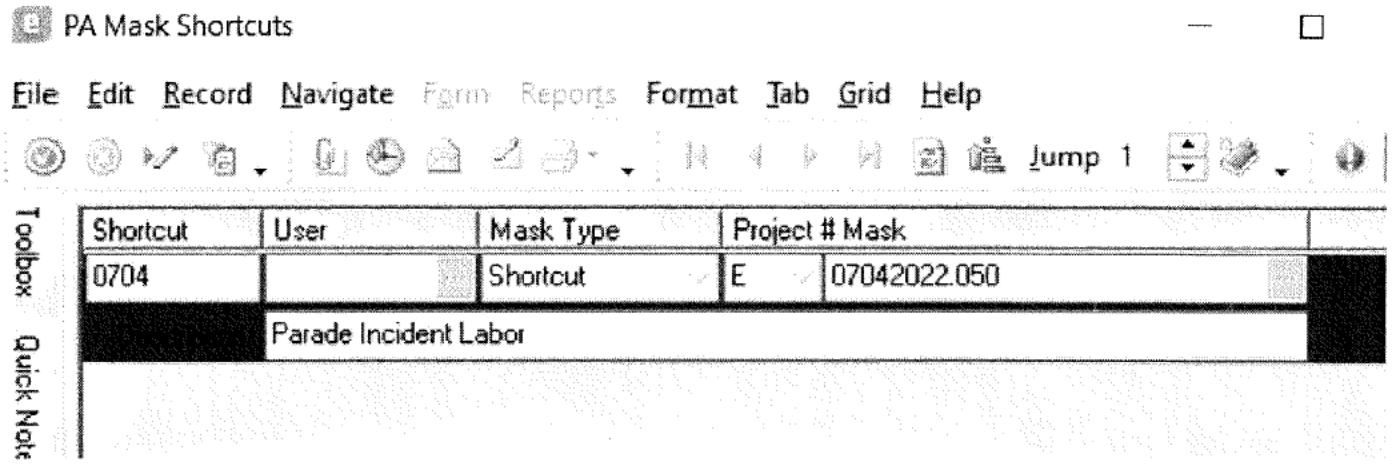 e PA Mask Shortcuts
File Edit Record Navigate Form Reports Format Tab Grid Help
Jump 1
Shortcut User Mask Type Project # Mask
0704 Shortcut E 07042022.050
Parade Incident Labor
Toolbox
Quick Note